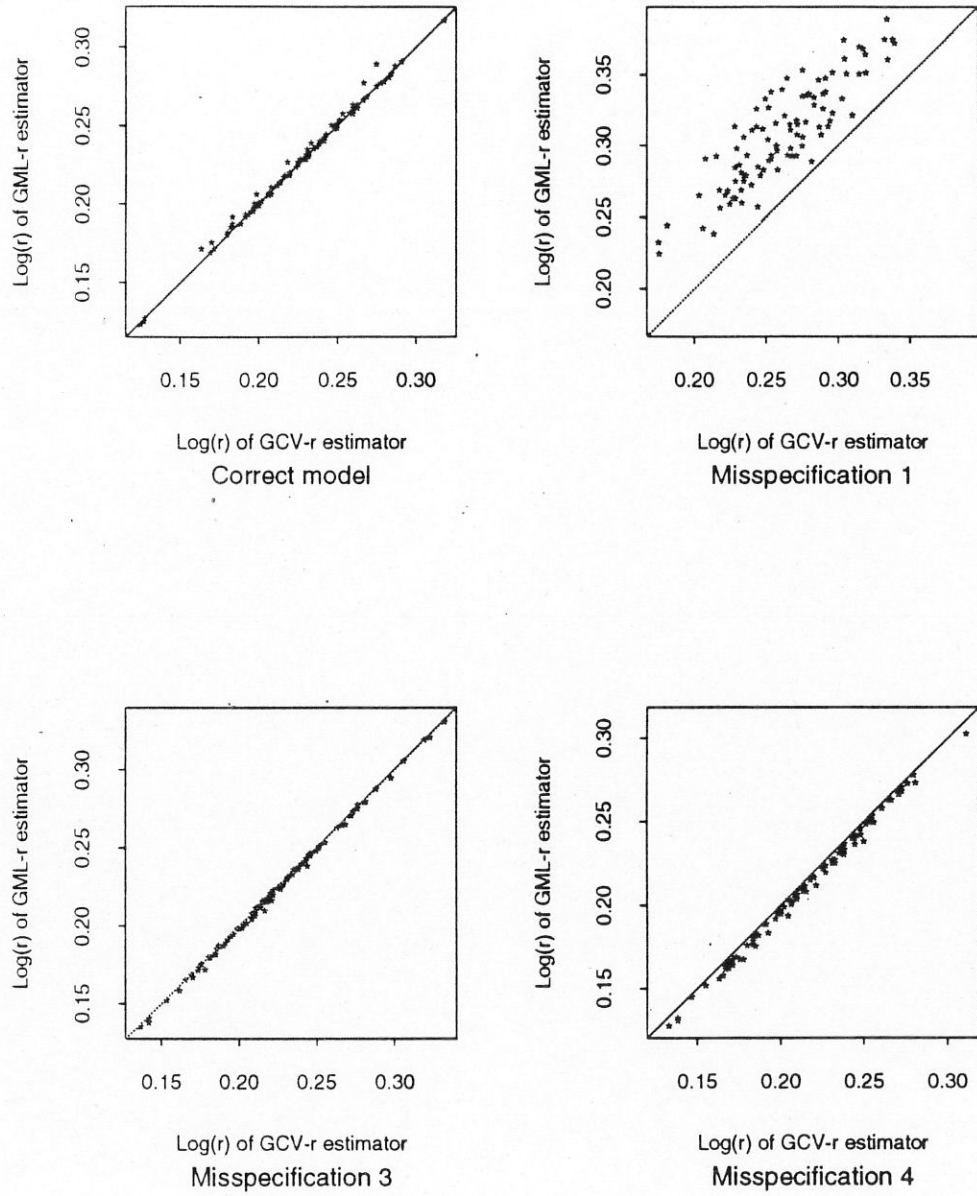 Log(r) of GML-r estimator
0.15 0.20 0.25 0.30
0.15 0.20 0.25 0.30
Log(r) of GCV-r estimator
Correct model
Log(r) of GML-r estimator
0.20 0.25 0.30 0.35
0.20 0.25 0.30 0.35
Log(r) of GCV-r estimator
Misspecification 1
Log(r) of GML-r estimator
0.15 0.20 0.25 0.30
0.15 0.20 0.25 0.30
Log(r) of GCV-r estimator
Misspecification 3
Log(r) of GML-r estimator
0.15 0.20 0.25 0.30
0.15 0.20 0.25 0.30
Log(r) of GCV-r estimator
Misspecification 4